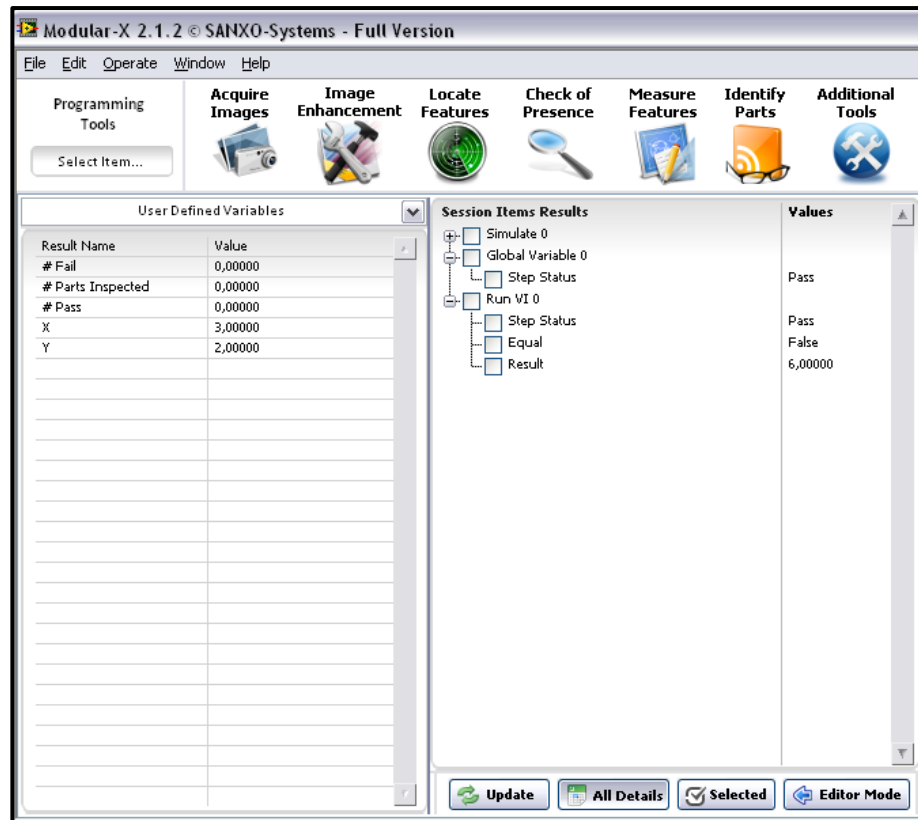 Modular-X 2.1.2 © SANXO-Systems - Full Version
File Edit Operate Window Help
Programming Tools
Select Item...
Acquire Images
Image Enhancement
Locate Features
Check of Presence
Measure Features
Identify Parts
Additional Tools
User Defined Variables
Result Name Value
# Fail 0,00000
# Parts Inspected 0,00000
# Pass 0,00000
X 3,00000
Y 2,00000
Session Items Results Values
Simulate 0
Global Variable 0
Step Status Pass
Run VI 0
Step Status Pass
Equal False
Result 6,00000
Update All Details Selected Editor Mode